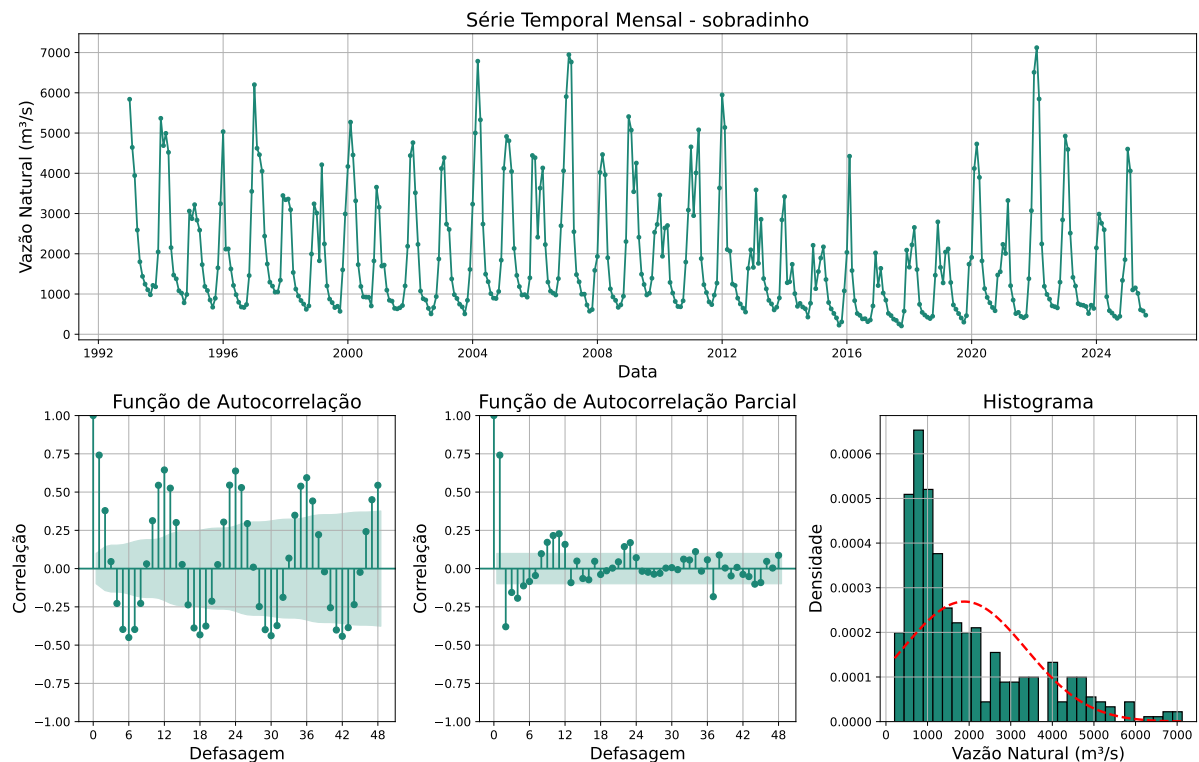 Série Temporal Mensal - sobradinho
Vazão Natural (m³/s)
7000
6000
5000
4000
3000
2000
1000
0
1992 1996 2000 2004 2008 2012 2016 2020 2024
Data
Função de Autocorrelação
Correlação
1.00
0.75
0.50
0.25
0.00
−0.25
−0.50
−0.75
−1.00
0 6 12 18 24 30 36 42 48
Defasagem
Função de Autocorrelação Parcial
Correlação
1.00
0.75
0.50
0.25
0.00
−0.25
−0.50
−0.75
−1.00
0 6 12 18 24 30 36 42 48
Defasagem
Histograma
Densidade
0.0006
0.0005
0.0004
0.0003
0.0002
0.0001
0.0000
0 1000 2000 3000 4000 5000 6000 7000
Vazão Natural (m³/s)